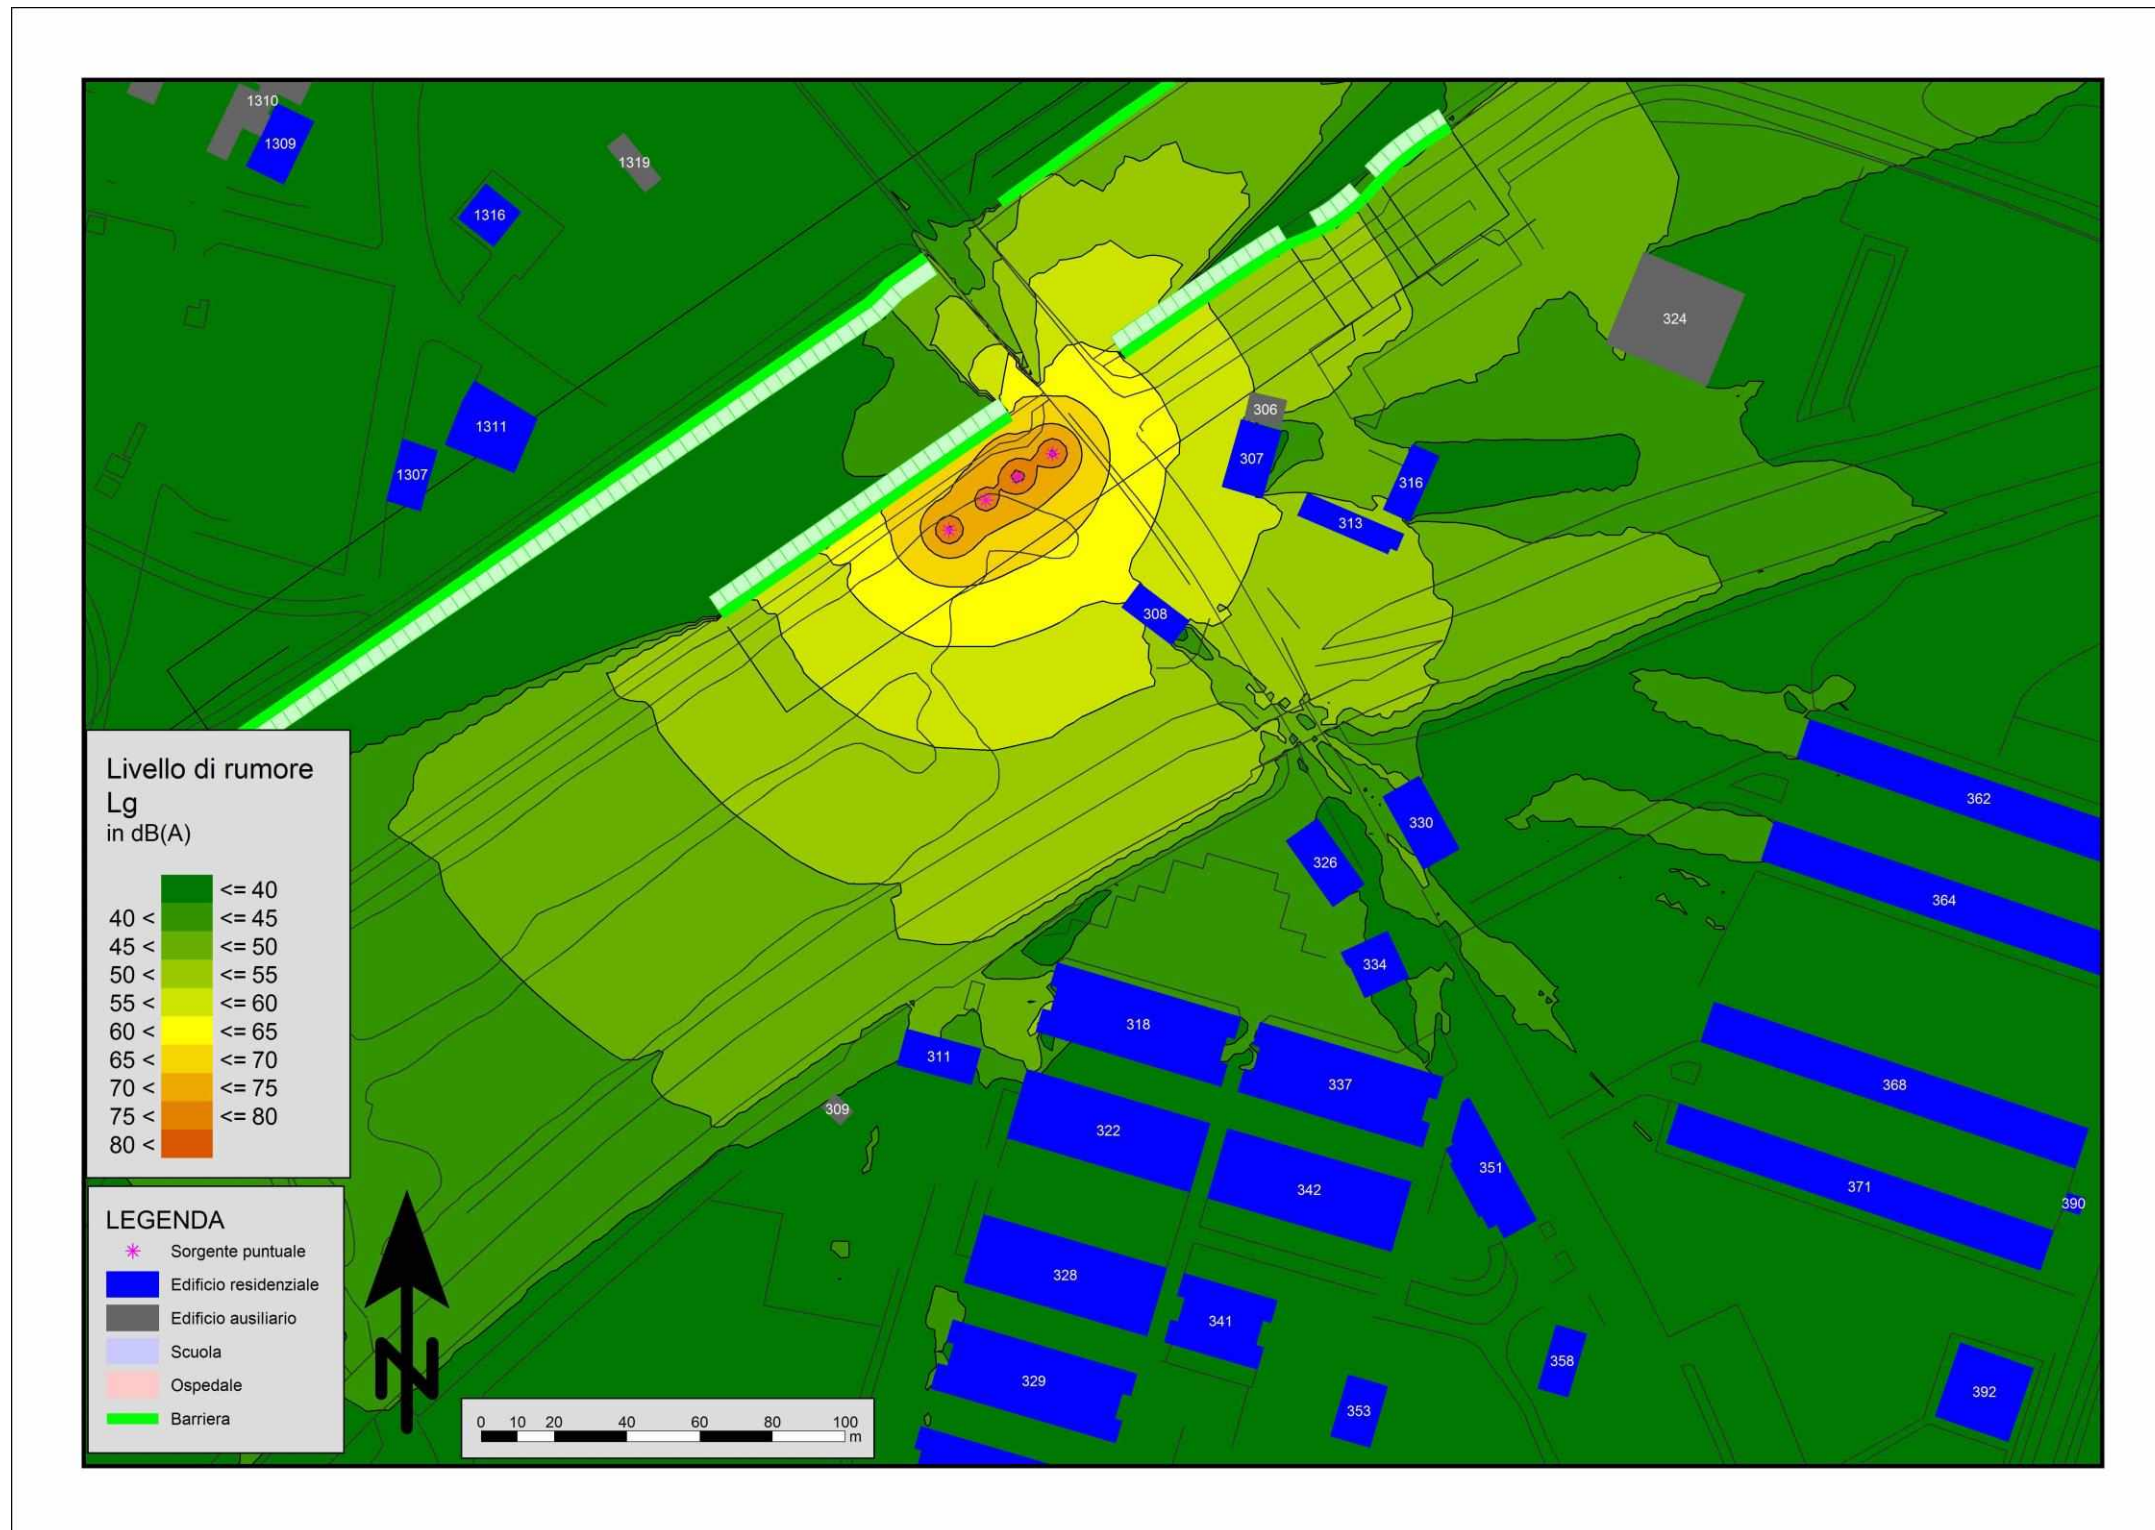 1310
1309
1319
1316
324
306
1311
307
1307
316
313
308
362
330
326
364
334
318
311
337
368
309
322
351
342
371
390
328
341
358
329
392
353
Livello di rumore
Lg
in dB(A)
<= 40
40 < <= 45
45 < <= 50
50 < <= 55
55 < <= 60
60 < <= 65
65 < <= 70
70 < <= 75
75 < <= 80
80 <
LEGENDA
Sorgente puntuale
Edificio residenziale
Edificio ausiliario
Scuola
Ospedale
Barriera
N
0 10 20 40 60 80 100
m